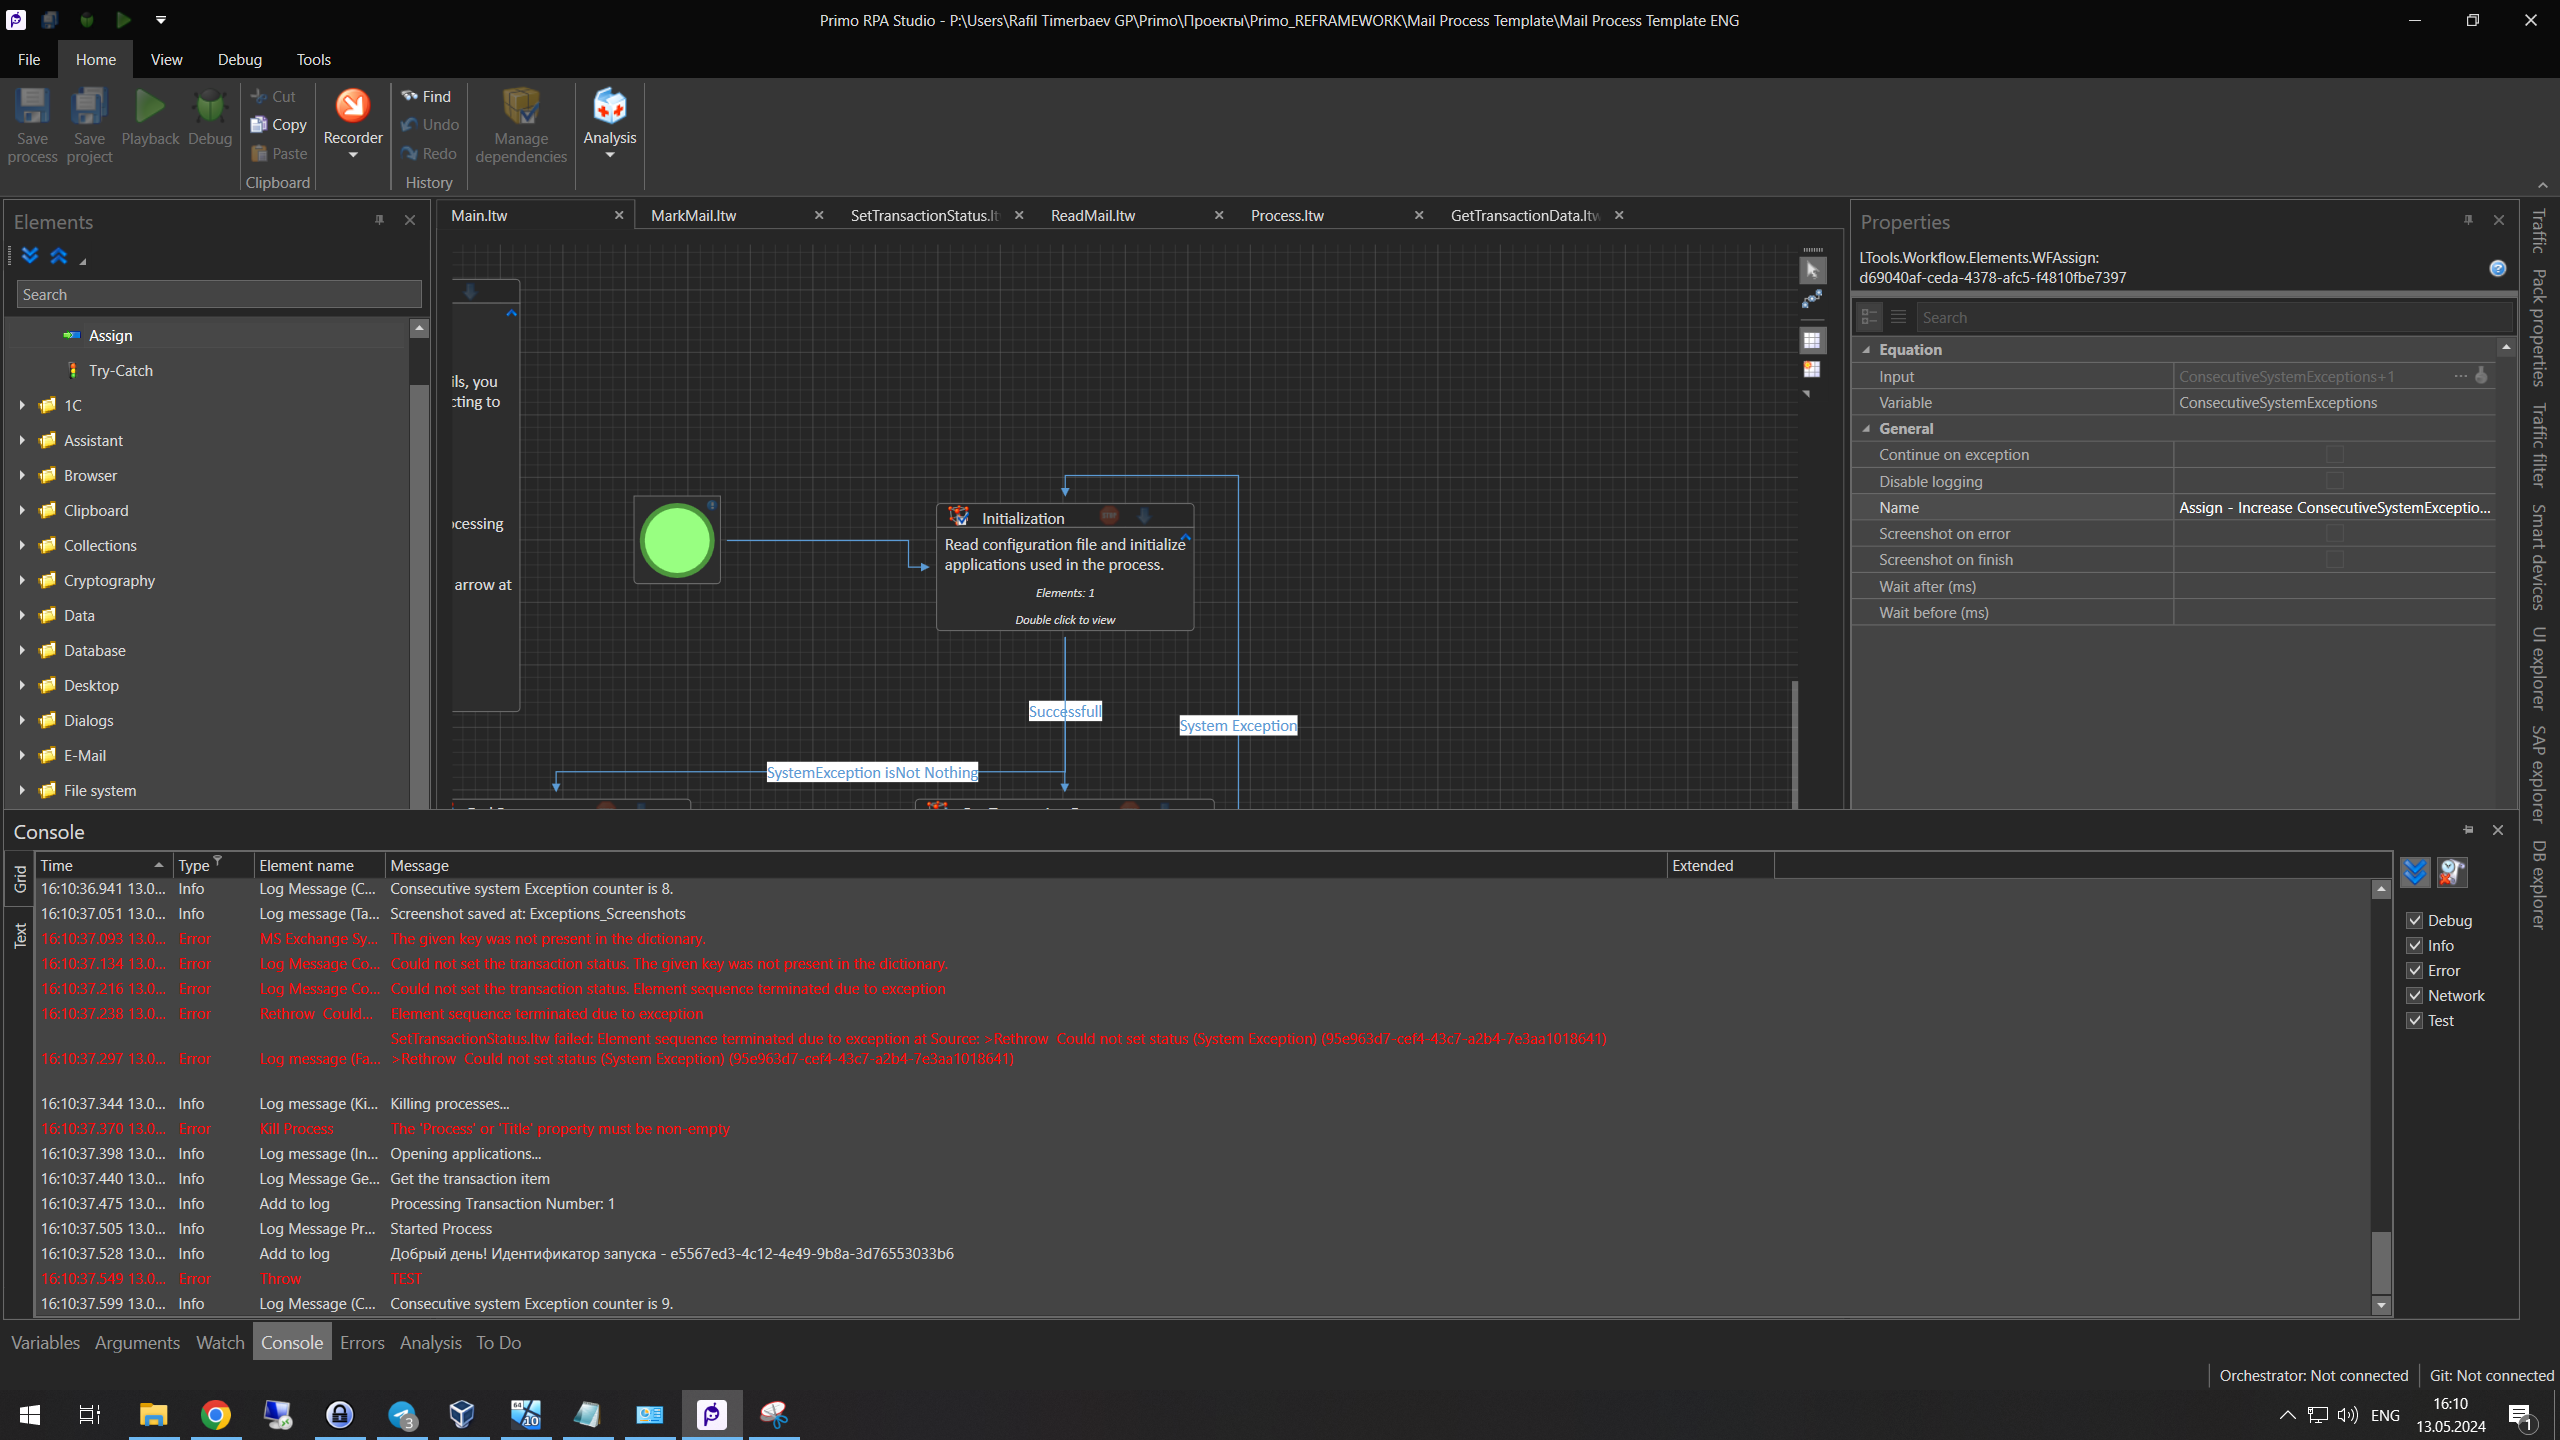 Primo RPA Studio - P:\Users\Rafil Timerbaev GP\Primo\Проекты\Primo_REFRAMEWORK\Mail Process Template\Mail Process Template ENG
File Home View Debug Tools
Save process
Save project
Playback
Debug
Cut
Copy
Paste
Clipboard
Recorder
Find
Undo
Redo
History
Manage dependencies
Analysis
Elements
Search
Assign
Try-Catch
1C
Assistant
Browser
Clipboard
Collections
Cryptography
Data
Database
Desktop
Dialogs
E-Mail
File system
Main.ltw
MarkMail.ltw
SetTransactionStatus.lt
ReadMail.ltw
Process.ltw
GetTransactionData.ltw
ils, you
cting to
ocessing
arrow at
Initialization
STOP
Read configuration file and initialize
applications used in the process.
Elements: 1
Double click to view
Successfull
System Exception
SystemException isNot Nothing
Properties
LTools.Workflow.Elements.WFAssign:
d69040af-ceda-4378-afc5-f4810fbe7397
Search
Equation
Input ConsecutiveSystemExceptions+1 ...
Variable ConsecutiveSystemExceptions
General
Continue on exception
Disable logging
Name Assign - Increase ConsecutiveSystemExceptio...
Screenshot on error
Screenshot on finish
Wait after (ms)
Wait before (ms)
Traffic
Pack properties
Traffic filter
Smart devices
UI explorer
SAP explorer
DB explorer
Console
Grid
Text
Time Type Element name Message Extended
16:10:36.941 13.0... Info Log Message (C... Consecutive system Exception counter is 8.
16:10:37.051 13.0... Info Log message (Ta... Screenshot saved at: Exceptions_Screenshots
16:10:37.093 13.0... Error MS Exchange Sy... The given key was not present in the dictionary.
16:10:37.134 13.0... Error Log Message Co... Could not set the transaction status. The given key was not present in the dictionary.
16:10:37.216 13.0... Error Log Message Co... Could not set the transaction status. Element sequence terminated due to exception
16:10:37.238 13.0... Error Rethrow Could... Element sequence terminated due to exception
SetTransactionStatus.ltw failed: Element sequence terminated due to exception at Source: >Rethrow Could not set status (System Exception) (95e963d7-cef4-43c7-a2b4-7e3aa1018641)
16:10:37.297 13.0... Error Log message (Fa... >Rethrow Could not set status (System Exception) (95e963d7-cef4-43c7-a2b4-7e3aa1018641)
16:10:37.344 13.0... Info Log message (Ki... Killing processes...
16:10:37.370 13.0... Error Kill Process The 'Process' or 'Title' property must be non-empty
16:10:37.398 13.0... Info Log message (In... Opening applications...
16:10:37.440 13.0... Info Log Message Ge... Get the transaction item
16:10:37.475 13.0... Info Add to log Processing Transaction Number: 1
16:10:37.505 13.0... Info Log Message Pr... Started Process
16:10:37.528 13.0... Info Add to log Добрый день! Идентификатор запуска - e5567ed3-4c12-4e49-9b8a-3d76553033b6
16:10:37.549 13.0... Error Throw TEST
16:10:37.599 13.0... Info Log Message (C... Consecutive system Exception counter is 9.
Debug
Info
Error
Network
Test
Variables Arguments Watch Console Errors Analysis To Do
Orchestrator: Not connected Git: Not connected
3
64
10
ENG
16:10
13.05.2024
1